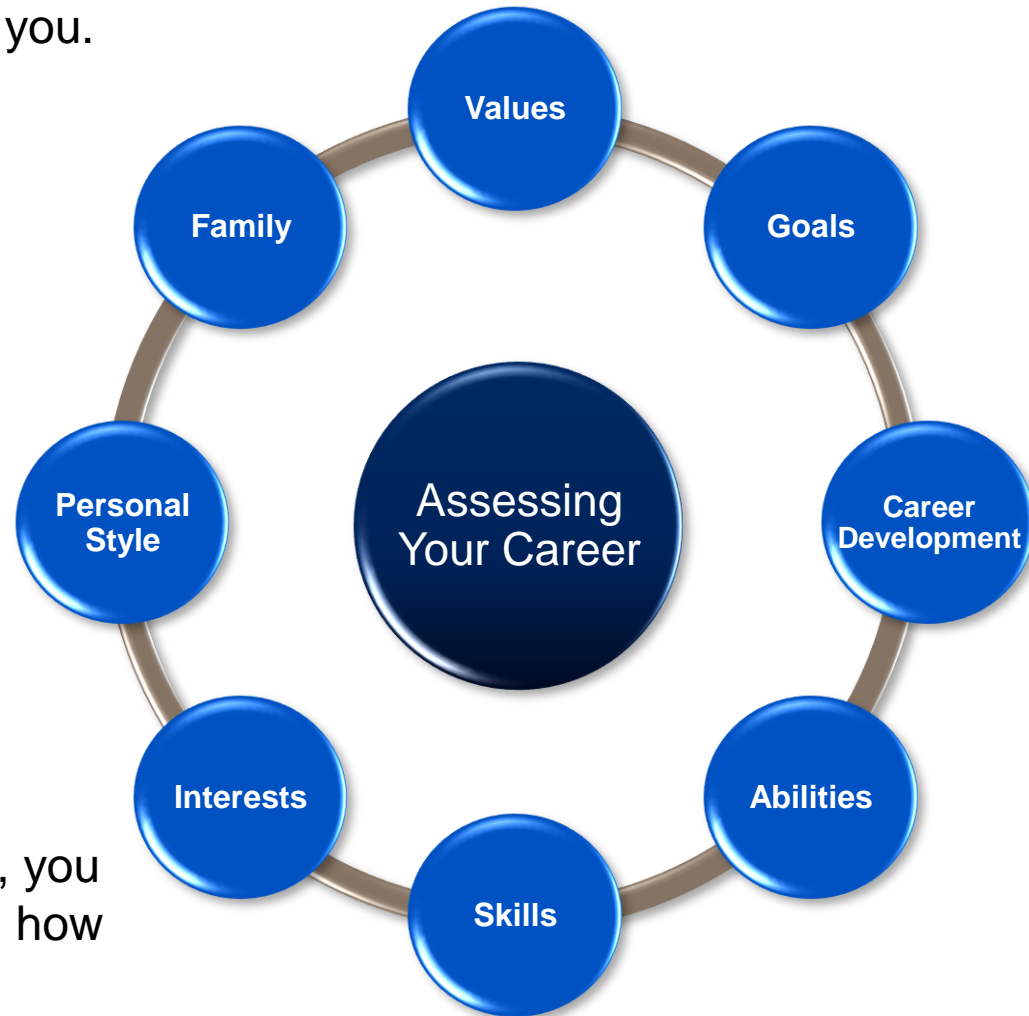 you.
Values
Family
Goals
Personal
Style
Assessing
Your Career
Career
Development
Interests
Abilities
, you
how
Skills